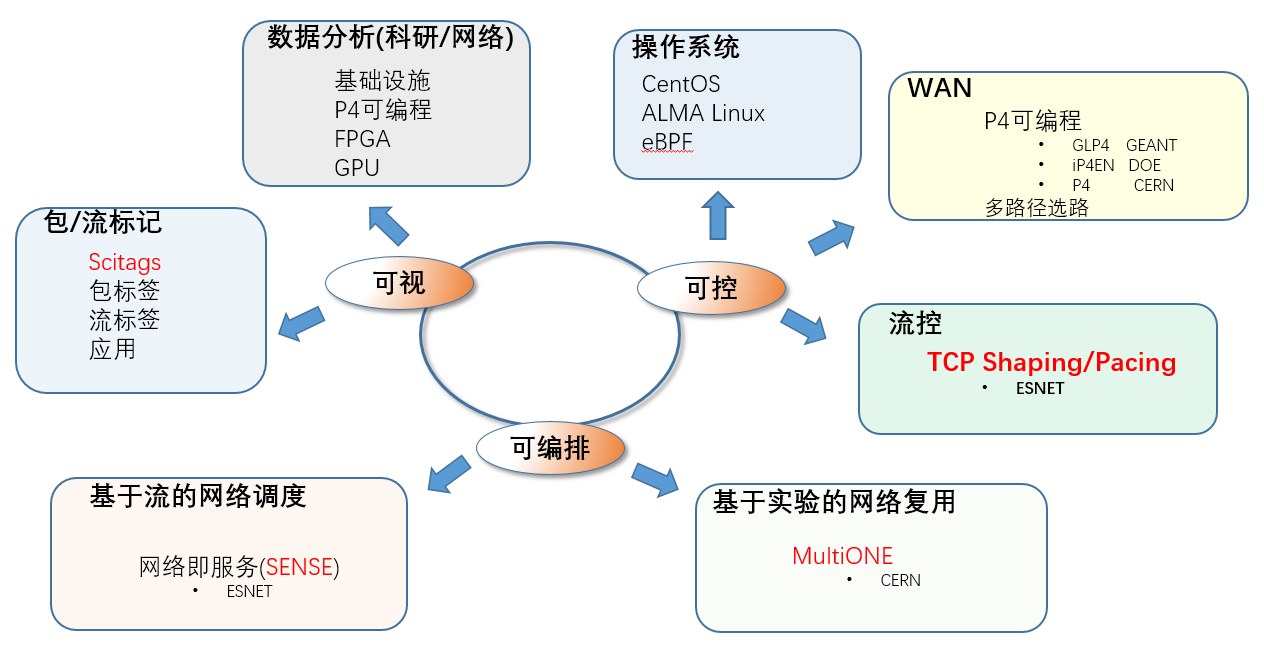 数据分析(科研/网络)
基础设施
P4可编程
FPGA
GPU
操作系统
CentOS
ALMA Linux
eBPF
WAN
P4可编程
• GLP4 GEANT
• iP4EN DOE
• P4 CERN
多路径选路
包/流标记
Scitags
包标签
流标签
应用
可视
可控
流控
TCP Shaping/Pacing
• ESNET
可编排
基于流的网络调度
网络即服务(SENSE)
• ESNET
基于实验的网络复用
MultiONE
• CERN